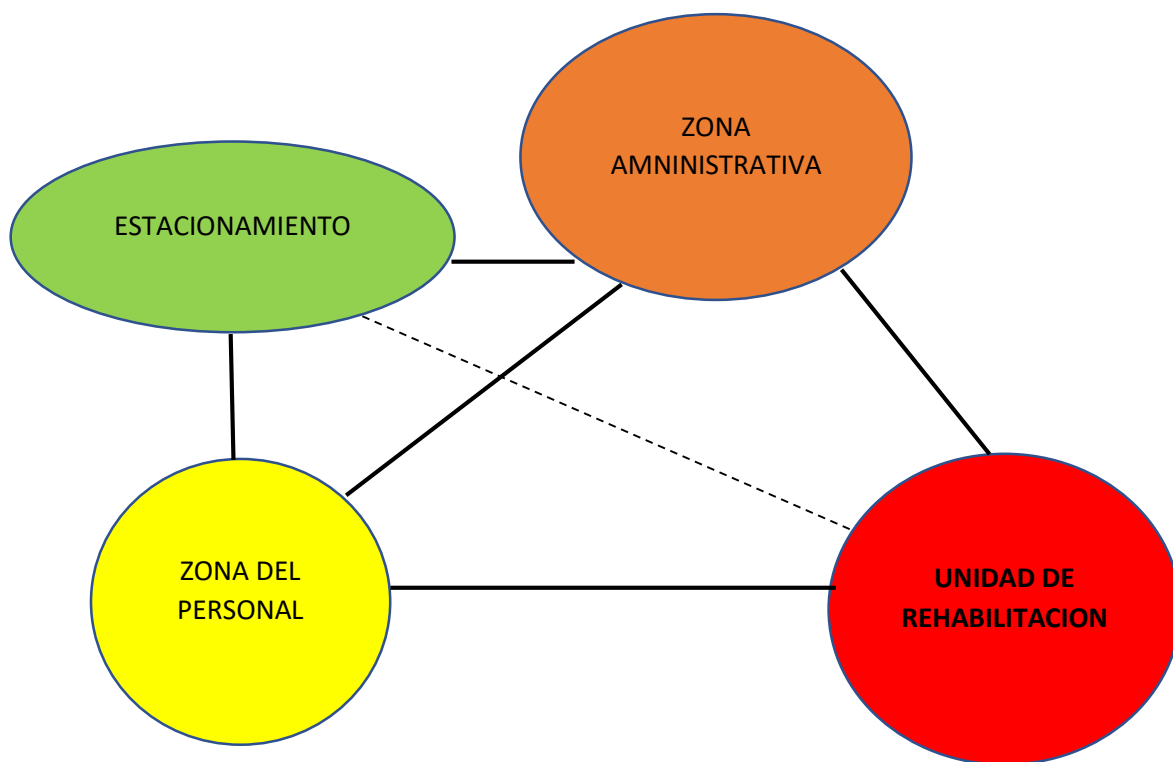 ZONA
AMNINISTRATIVA
ESTACIONAMIENTO
ZONA DEL
PERSONAL
UNIDAD DE
REHABILITACION